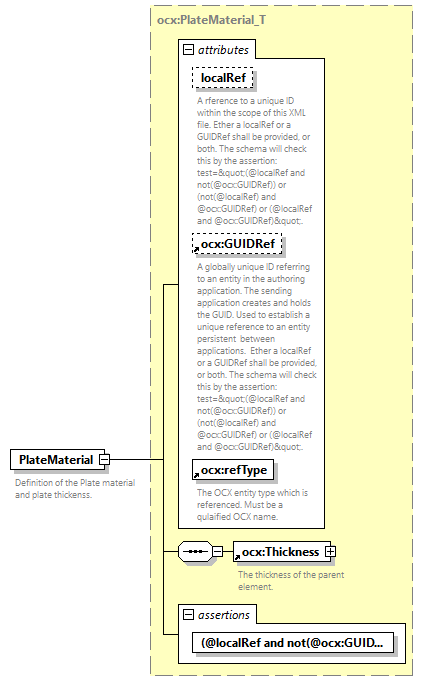 ocx:PlateMaterial_T
attributes
localRef
A rference to a unique ID
within the scope of this XML
file. Ether a localRef or a
GUIDRef shall be provided, or
both. The schema will check
this by the assertion:
test=&quot;(@localRef and
not(@ocx:GUIDRef)) or
(not(@localRef) and
@ocx:GUIDRef) or (@localRef
and @ocx:GUIDRef)&quot;.
ocx:GUIDRef
A globally unique ID referring
to an entity in the authoring
application. The sending
application creates and holds
the GUID. Used to establish a
unique reference to an entity
persistent  between
applications.  Ether a localRef
or a GUIDRef shall be provided,
or both. The schema will check
this by the assertion:
test=&quot;(@localRef and
not(@ocx:GUIDRef)) or
(not(@localRef) and
@ocx:GUIDRef) or (@localRef
and @ocx:GUIDRef)&quot;.
PlateMaterial
Definition of the Plate material
and plate thickenss.
ocx:refType
The OCX entity type which is
referenced. Must be a
qulaified OCX name.
ocx:Thickness
The thickness of the parent
element.
assertions
(@localRef and not(@ocx:GUID...